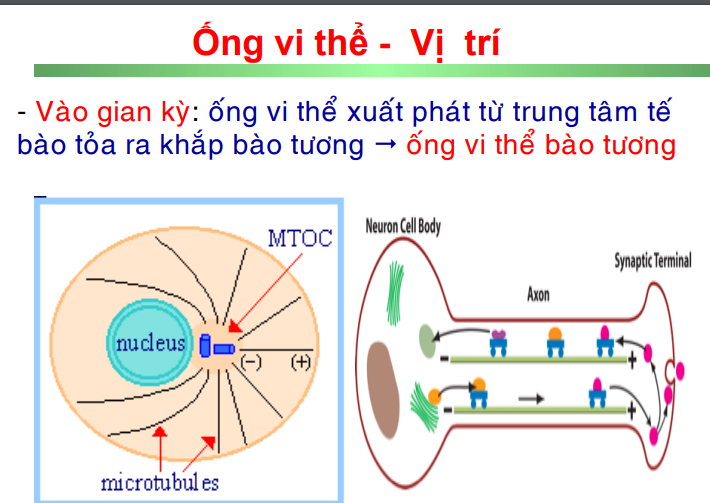 Ống vi thể - Vị trí
- Vào gian kỳ: ống vi thể xuất phát từ trung tâm tế
bào tỏa ra khắp bào tương → ống vi thể bào tương
MTOC
nucleus
(-) (+)
microtubules
Neuron Cell Body
Synaptic Terminal
Axon
- +
- +